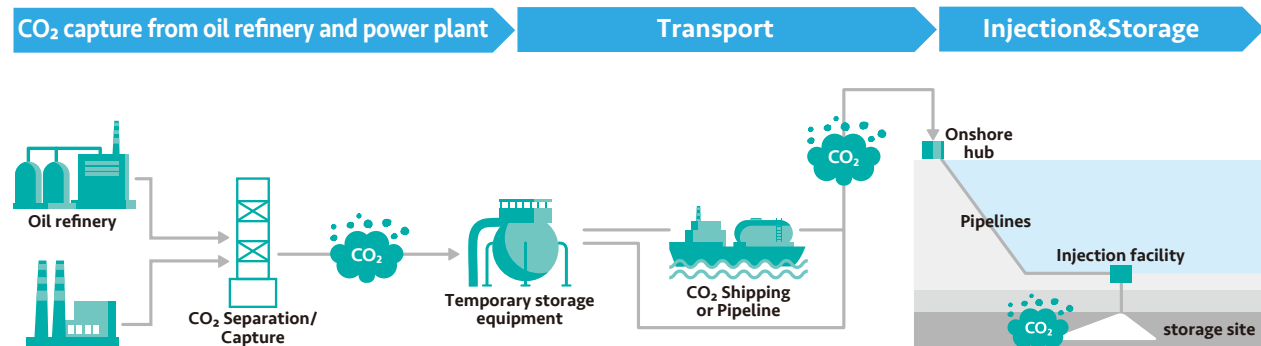 CO₂ capture from oil refinery and power plant
Transport
Injection&Storage
Oil refinery
CO₂ Separation/
Capture
CO₂
Temporary storage
equipment
CO₂ Shipping
or Pipeline
CO₂
Onshore
hub
Pipelines
Injection facility
CO₂
storage site